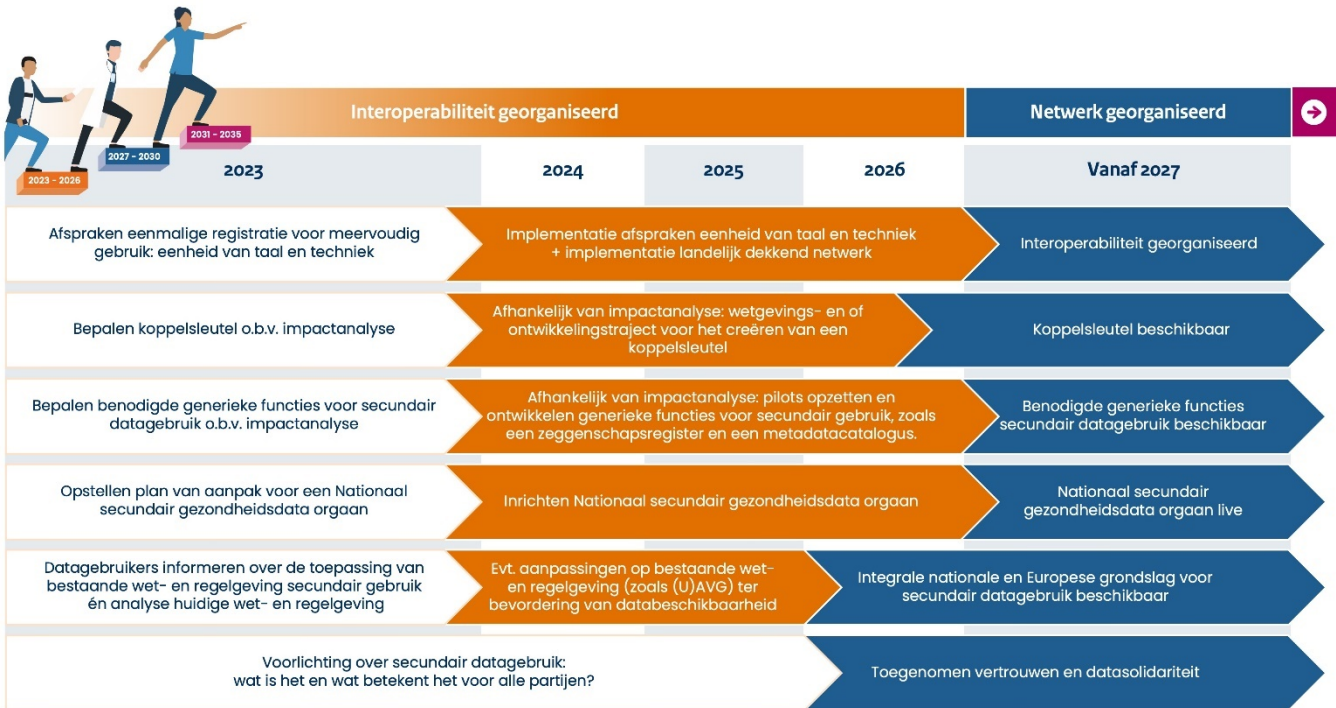 2031 - 2035
2027 - 2030
2023 - 2026
Interoperabiliteit georganiseerd
Netwerk georganiseerd
2023
2024
2025
2026
Vanaf 2027
Afspraken eenmalige registratie voor meervoudig
gebruik: eenheid van taal en techniek
Implementatie afspraken eenheid van taal en techniek
+ implementatie landelijk dekkend netwerk
Interoperabiliteit georganiseerd
Bepalen koppelsleutel o.b.v. impactanalyse
Afhankelijk van impactanalyse: wetgevings- en of
ontwikkelingstraject voor het creëren van een
koppelsleutel
Koppelsleutel beschikbaar
Bepalen benodigde generieke functies voor secundair
datagebruik o.b.v. impactanalyse
Afhankelijk van impactanalyse: pilots opzetten en
ontwikkelen generieke functies voor secundair gebruik, zoals
een zeggenschapsregister en een metadatacatalogus.
Benodigde generieke functies
secundair datagebruik beschikbaar
Opstellen plan van aanpak voor een Nationaal
secundair gezondheidsdata orgaan
Inrichten Nationaal secundair gezondheidsdata orgaan
Nationaal secundair
gezondheidsdata orgaan live
Datagebruikers informeren over de toepassing van
bestaande wet- en regelgeving secundair gebruik
én analyse huidige wet- en regelgeving
Evt. aanpassingen op bestaande wet-
en regelgeving (zoals (U)AVG) ter
bevordering van databeschikbaarheid
Integrale nationale en Europese grondslag voor
secundair datagebruik beschikbaar
Voorlichting over secundair datagebruik:
wat is het en wat betekent het voor alle partijen?
Toegenomen vertrouwen en datasolidariteit